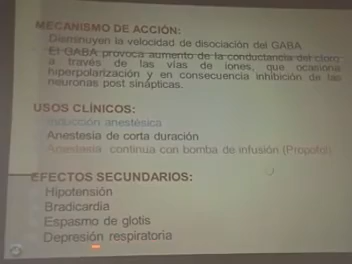 MECANISMO DE ACCIÓN:
Disminuyen la velocidad de disociación del GABA
El GABA provoca aumento de la conductancia del cloro
a través de las vías de iones, que ocasiona
hiperpolarización y en consecuencia inhibición de las
neuronas post sinápticas.
USOS CLÍNICOS:
Inducción anestésica
Anestesia de corta duración
Anestesia continua con bomba de infusión (Propofol)
EFECTOS SECUNDARIOS:
Hipotensión
Bradicardia
Espasmo de glotis
Depresión respiratoria